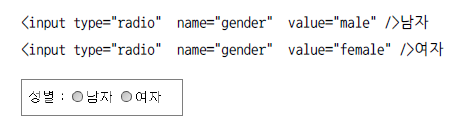 <input type="radio" name="gender" value="male" />남자
<input type="radio" name="gender" value="female" />여자
성별 : 남자 여자